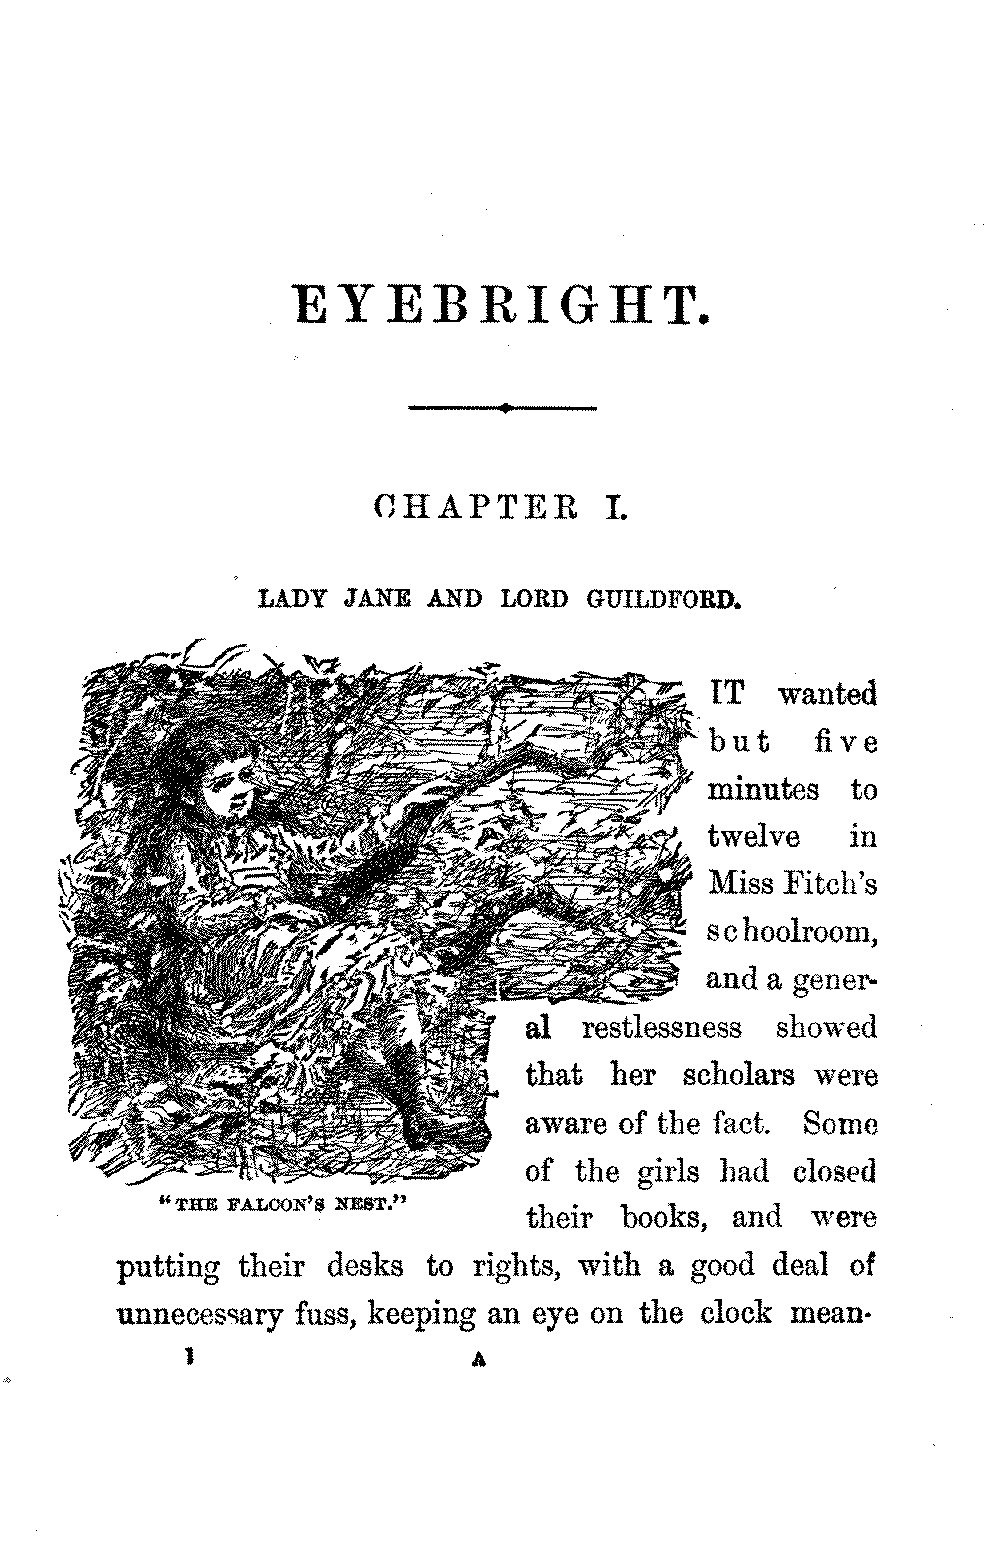 EYEBRIGHT.
CHAPTER I.
LADY JANE AND LORD GUILDFORD.
IT wanted
but five
minutes to
twelve in
Miss Fitch's
schoolroom,
and a gener-
al restlessness showed
that her scholars were
aware of the fact. Some
of the girls had closed
their books, and were
"THE FALCON'S NEST."
putting their desks to rights, with a good deal of
unnecessary fuss, keeping an eye on the clock mean-
1 A